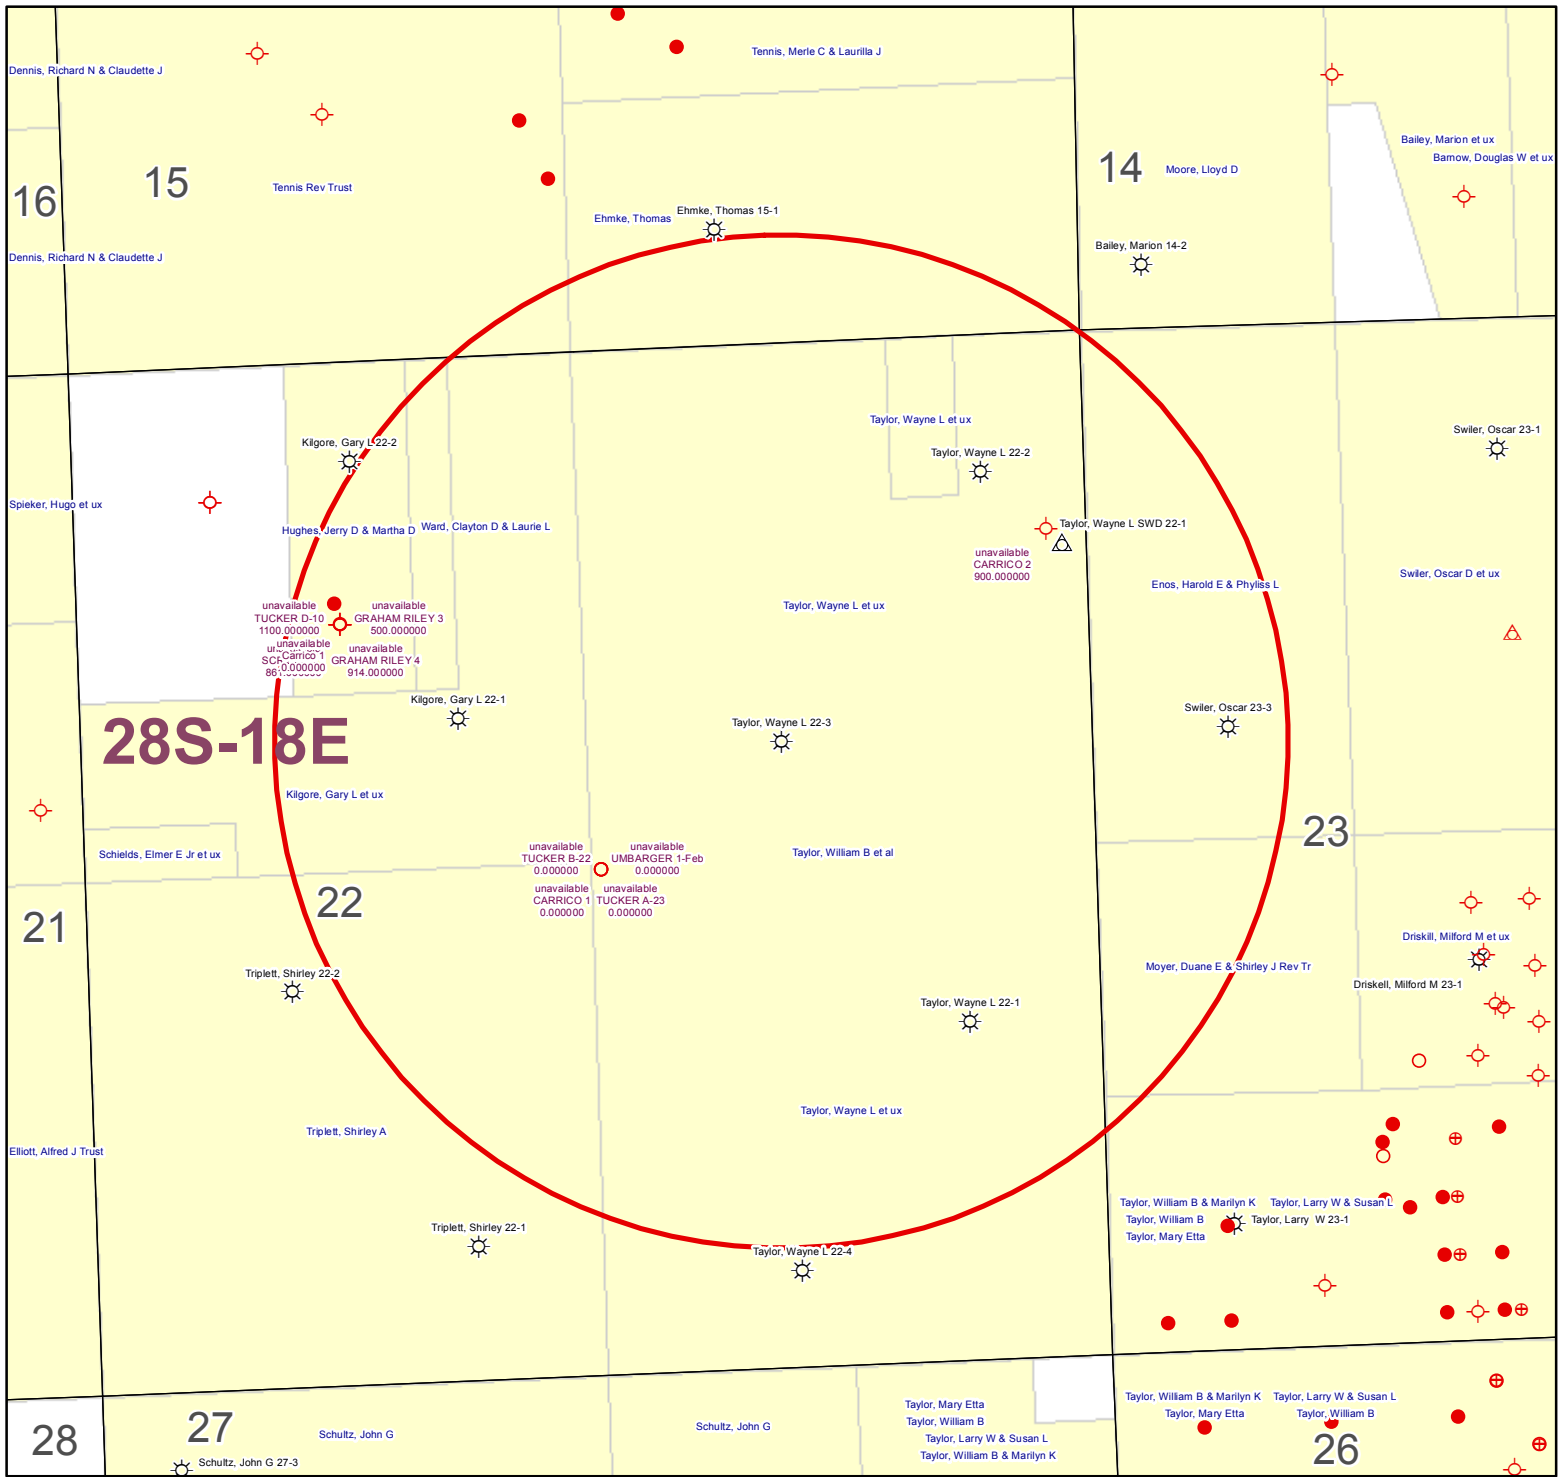 Tennis, Merle C & Laurilla J
Dennis, Richard N & Claudette J
Bailey, Marion et ux
Barnow, Douglas W et ux
14
Moore, Lloyd D
15
16
Tennis Rev Trust
Ehmke, Thomas 15-1
Ehmke, Thomas
Bailey, Marion 14-2
Dennis, Richard N & Claudette J
Taylor, Wayne L et ux
Swiler, Oscar 23-1
Kilgore, Gary L 22-2
Taylor, Wayne L 22-2
Spieker, Hugo et ux
Hughes, Jerry D & Martha D
Ward, Clayton D & Laurie L
Taylor, Wayne L SWD 22-1
unavailable
CARRICO 2
900.000000
Enos, Harold E & Phyliss L
Swiler, Oscar D et ux
Taylor, Wayne L et ux
unavailable
TUCKER D-10
1100.000000
unavailable
GRAHAM RILEY 3
500.000000
unavailable
Carrico 1
0.000000
unavailable
GRAHAM RILEY 4
914.000000
Kilgore, Gary L 22-1
28S-18E
Taylor, Wayne L 22-3
Swiler, Oscar 23-3
Kilgore, Gary L et ux
23
Schields, Elmer E Jr et ux
unavailable
TUCKER B-22
0.000000
unavailable
UMBARGER 1-Feb
0.000000
Taylor, William B et al
unavailable
CARRICO 1
0.000000
unavailable
TUCKER A-23
0.000000
22
21
Driskill, Milford M et ux
Moyer, Duane E & Shirley J Rev Tr
Triplett, Shirley 22-2
Driskell, Milford M 23-1
Taylor, Wayne L 22-1
Taylor, Wayne L et ux
Triplett, Shirley A
Elliott, Alfred J Trust
Taylor, William B & Marilyn K
Taylor, Larry W & Susan L
Taylor, William B
Taylor, Larry W 23-1
Taylor, Mary Etta
Triplett, Shirley 22-1
Taylor, Wayne L 22-4
Taylor, William B & Marilyn K
Taylor, Larry W & Susan L
Taylor, Mary Etta
Taylor, William B
Taylor, Mary Etta
Taylor, William B
Taylor, Larry W & Susan L
Taylor, William B & Marilyn K
Schultz, John G
27
Schultz, John G
28
26
Schultz, John G 27-3